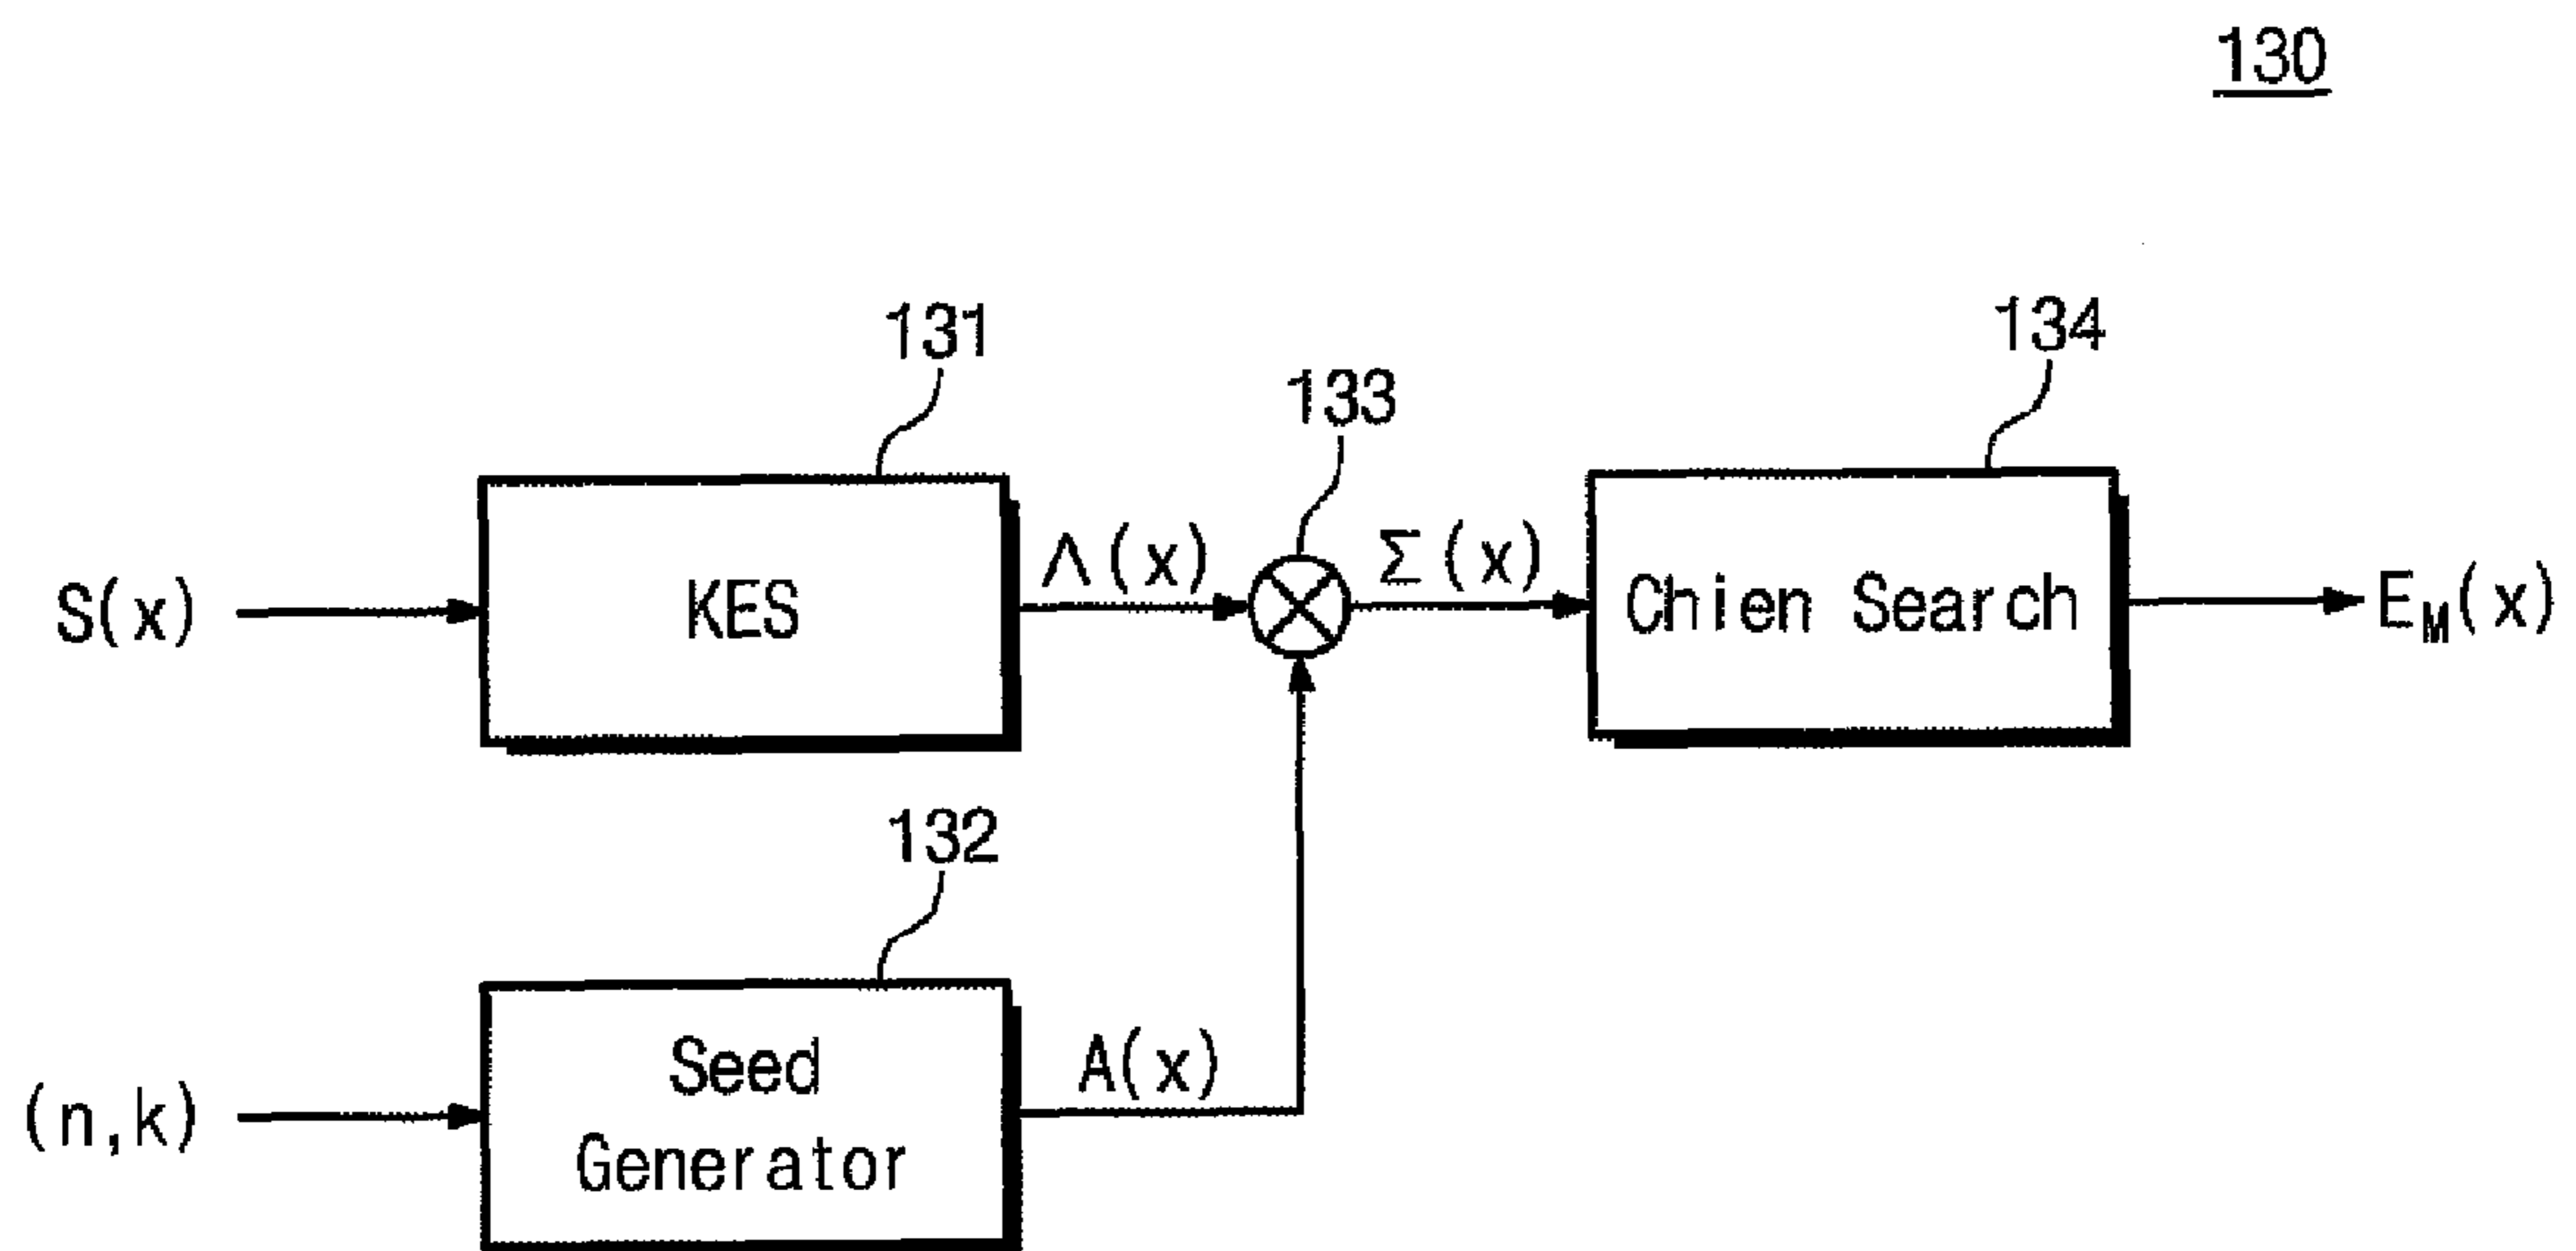 130
131
134
133
S(x)
KES
Λ(x)
Σ(x)
Chien Search
E_M(x)
132
(n,k)
Seed
Generator
A(x)